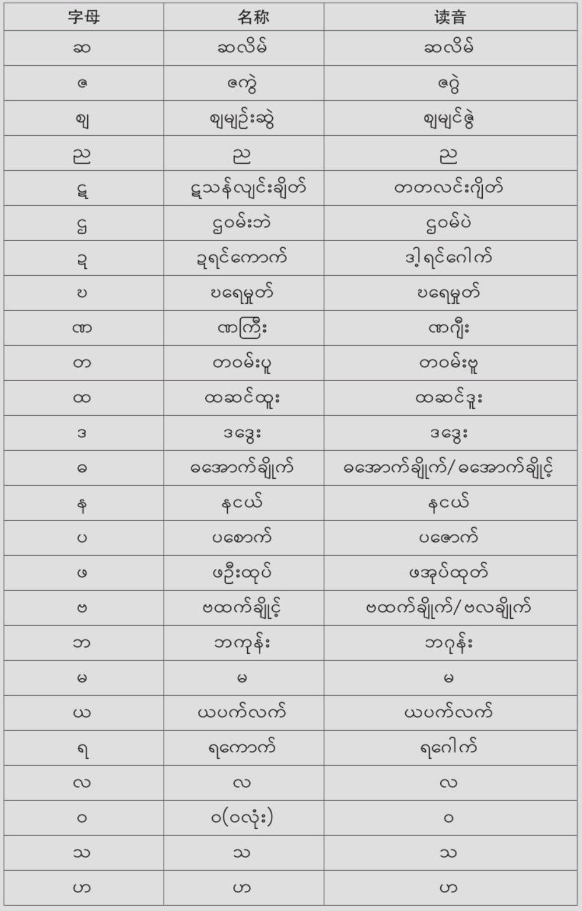 字母 名称 读音
ဆ ဆလိမ် ဆလိမ်
ဇ ဇကွဲ ဇဂွဲ
ဈ ဈမျဉ်းဆွဲ ဈမျင်ဇွဲ
ည ည ည
ဋ ဋသန်လျင်းချိတ် တတလင်းဂျိတ်
ဌ ဌဝမ်းဘဲ ဌဝမ်ပဲ
ဍ ဍရင်ကောက် ဒါ့ရင်ဂေါက်
ဎ ဎရေမှုတ် ဎရေမှုတ်
ဏ ဏကြီး ဏဂျီး
တ တဝမ်းပူ တဝမ်းဗူ
ထ ထဆင်ထူး ထဆင်ဒူး
ဒ ဒဒွေး ဒဒွေး
ဓ ဓအောက်ချိုက် ဓအောက်ချိုက်/ဓအောက်ချိုင့်
န နငယ် နငယ်
ပ ပစောက် ပဇောက်
ဖ ဖဦးထုပ် ဖအုပ်ထုတ်
ဗ ဗထက်ချိုင့် ဗထက်ချိုက်/ဗလချိုက်
ဘ ဘကုန်း ဘဂုန်း
မ မ မ
ယ ယပက်လက် ယပက်လက်
ရ ရကောက် ရဂေါက်
လ လ လ
ဝ ဝ(ဝလုံး) ဝ
သ သ သ
ဟ ဟ ဟ